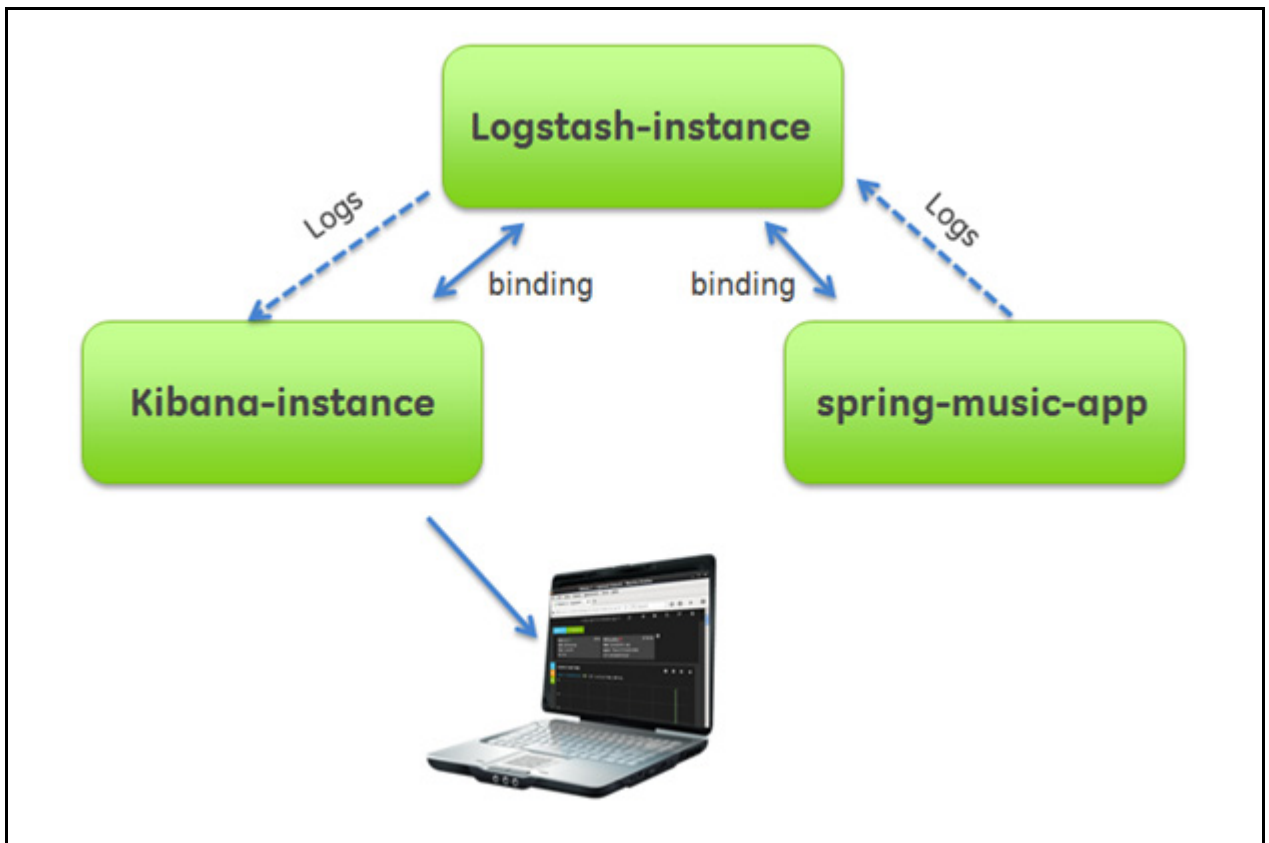 Logstash-instance
Logs
Logs
binding
binding
Kibana-instance
spring-music-app